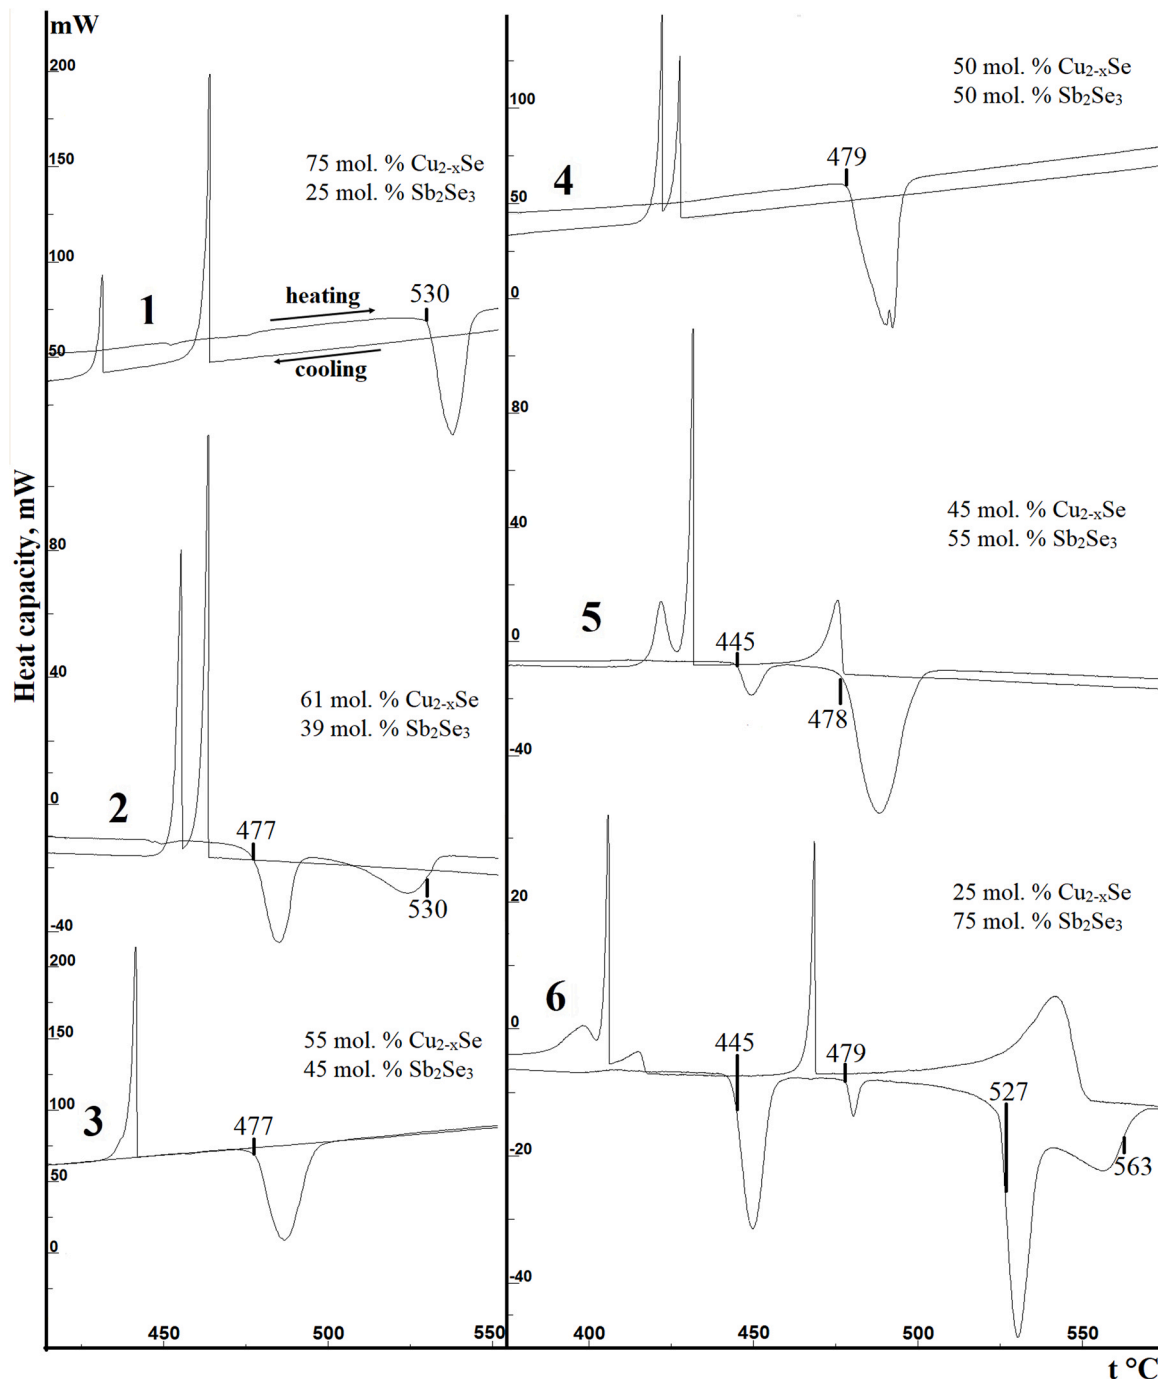 mW
200
150
100
50
75 mol. % Cu₂₋ₓSe
25 mol. % Sb₂Se₃
1
heating
cooling
530
Heat capacity, mW
80
40
0
-40
61 mol. % Cu₂₋ₓSe
39 mol. % Sb₂Se₃
2
477
530
200
150
100
50
0
55 mol. % Cu₂₋ₓSe
45 mol. % Sb₂Se₃
3
477
450
500
550
100
50
0
50 mol. % Cu₂₋ₓSe
50 mol. % Sb₂Se₃
4
479
80
40
0
-40
45 mol. % Cu₂₋ₓSe
55 mol. % Sb₂Se₃
5
445
478
20
0
-20
-40
25 mol. % Cu₂₋ₓSe
75 mol. % Sb₂Se₃
6
445
479
527
563
400
450
500
550
t °C